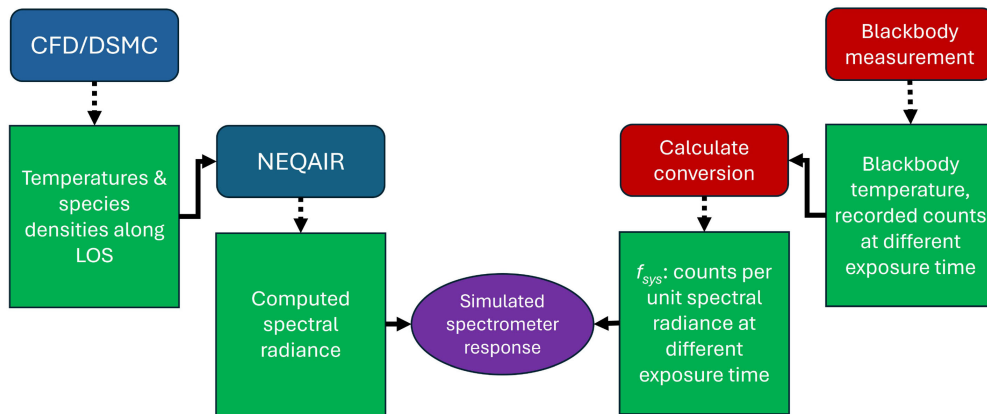 CFD/DSMC
Temperatures &
species
densities along
LOS
NEQAIR
Computed
spectral
radiance
Simulated
spectrometer
response
Blackbody
measurement
Blackbody
temperature,
recorded counts
at different
exposure time
Calculate
conversion
fsys: counts per
unit spectral
radiance at
different
exposure time